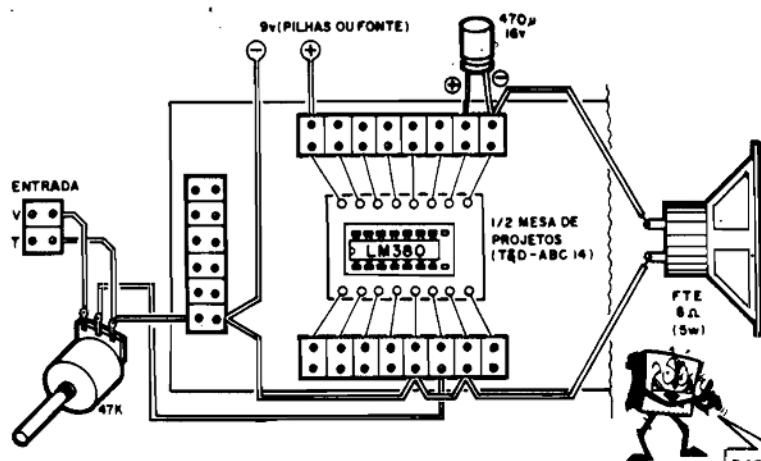 9v (PILHAS OU FONTE)
470µ
16v
ENTRADA
V
T
47K
LM380
1/2 MESA DE
PROJETOS
(T&D-ABC 14)
FTE
8Ω
(5w)